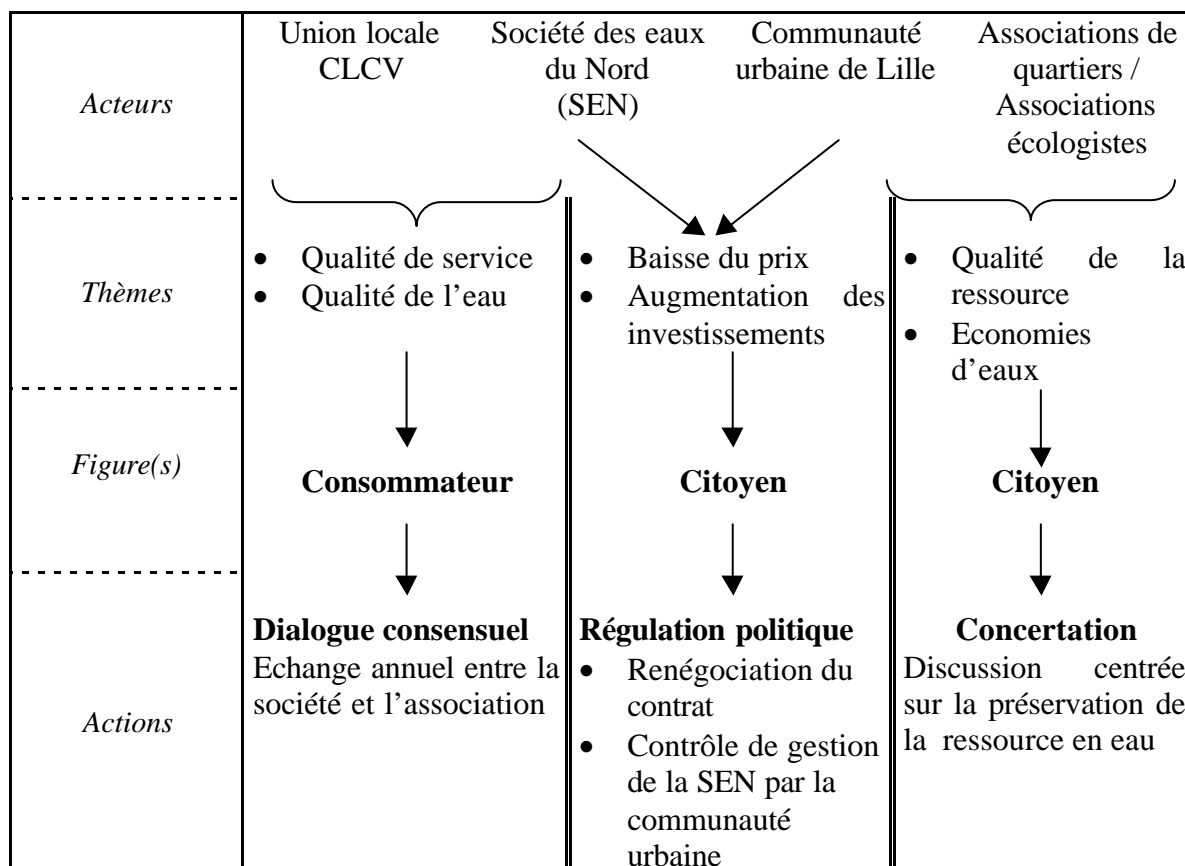 Acteurs
Union locale
CLCV
Société des eaux
du Nord
(SEN)
Communauté
urbaine de Lille
Associations de
quartiers /
Associations
écologistes
Thèmes
• Qualité de service
• Qualité de l’eau
• Baisse du prix
• Augmentation des
investissements
• Qualité de la
ressource
• Economies
d’eaux
Figure(s)
Consommateur
Citoyen
Citoyen
Actions
Dialogue consensuel
Echange annuel entre la
société et l’association
Régulation politique
• Renégociation du
contrat
• Contrôle de gestion
de la SEN par la
communauté
urbaine
Concertation
Discussion centrée
sur la préservation de
la ressource en eau